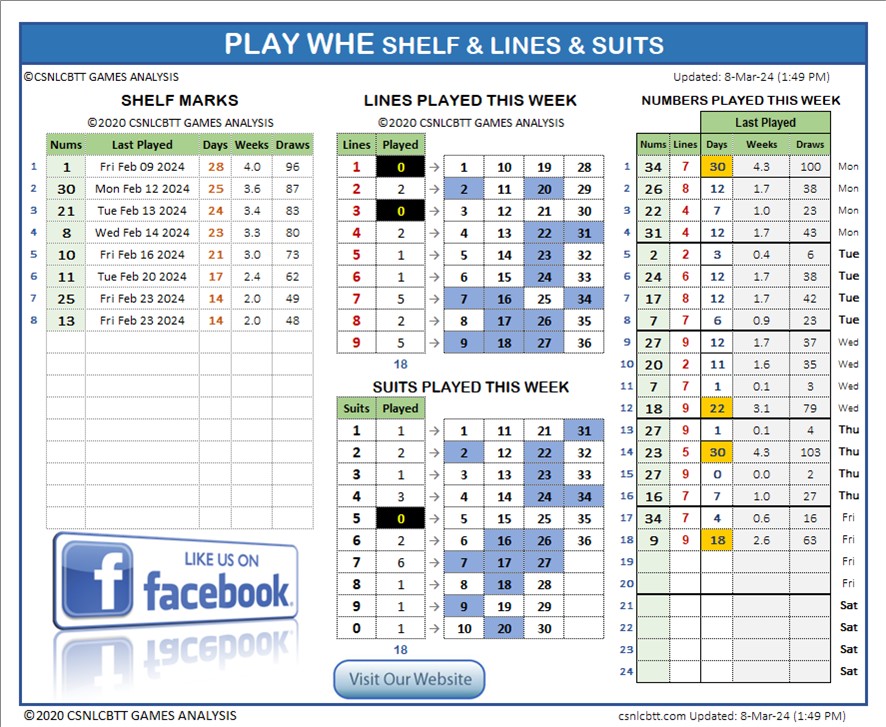 PLAY WHE SHELF & LINES & SUITS
©CSNLCBTT GAMES ANALYSIS
Updated: 8-Mar-24 (1:49 PM)
SHELF MARKS
©2020 CSNLCBTT GAMES ANALYSIS
Nums Last Played Days Weeks Draws
1 1 Fri Feb 09 2024 28 4.0 96
2 30 Mon Feb 12 2024 25 3.6 87
3 21 Tue Feb 13 2024 24 3.4 83
4 8 Wed Feb 14 2024 23 3.3 80
5 10 Fri Feb 16 2024 21 3.0 73
6 11 Tue Feb 20 2024 17 2.4 62
7 25 Fri Feb 23 2024 14 2.0 49
8 13 Fri Feb 23 2024 14 2.0 48
LIKE US ON
facebook.
LINES PLAYED THIS WEEK
©2020 CSNLCBTT GAMES ANALYSIS
Lines Played
1 0 → 1 10 19 28
2 2 → 2 11 20 29
3 0 → 3 12 21 30
4 2 → 4 13 22 31
5 1 → 5 14 23 32
6 1 → 6 15 24 33
7 5 → 7 16 25 34
8 2 → 8 17 26 35
9 5 → 9 18 27 36
18
SUITS PLAYED THIS WEEK
Suits Played
1 1 → 1 11 21 31
2 2 → 2 12 22 32
3 1 → 3 13 23 33
4 3 → 4 14 24 34
5 0 → 5 15 25 35
6 2 → 6 16 26 36
7 6 → 7 17 27
8 1 → 8 18 28
9 1 → 9 19 29
0 1 → 10 20 30
18
Visit Our Website
NUMBERS PLAYED THIS WEEK
Last Played
Nums Lines Days Weeks Draws
1 34 7 30 4.3 100 Mon
2 26 8 12 1.7 38 Mon
3 22 4 7 1.0 23 Mon
4 31 4 12 1.7 43 Mon
5 2 2 3 0.4 6 Tue
6 24 6 12 1.7 38 Tue
7 17 8 12 1.7 42 Tue
8 7 7 6 0.9 23 Tue
9 27 9 12 1.7 37 Wed
10 20 2 11 1.6 35 Wed
11 7 7 1 0.1 3 Wed
12 18 9 22 3.1 79 Wed
13 27 9 1 0.1 4 Thu
14 23 5 30 4.3 103 Thu
15 27 9 0 0.0 2 Thu
16 16 7 7 1.0 27 Thu
17 34 7 4 0.6 16 Fri
18 9 9 18 2.6 63 Fri
19 Fri
20 Fri
21 Sat
22 Sat
23 Sat
24 Sat
©2020 CSNLCBTT GAMES ANALYSIS
csnlcbtt.com Updated: 8-Mar-24 (1:49 PM)